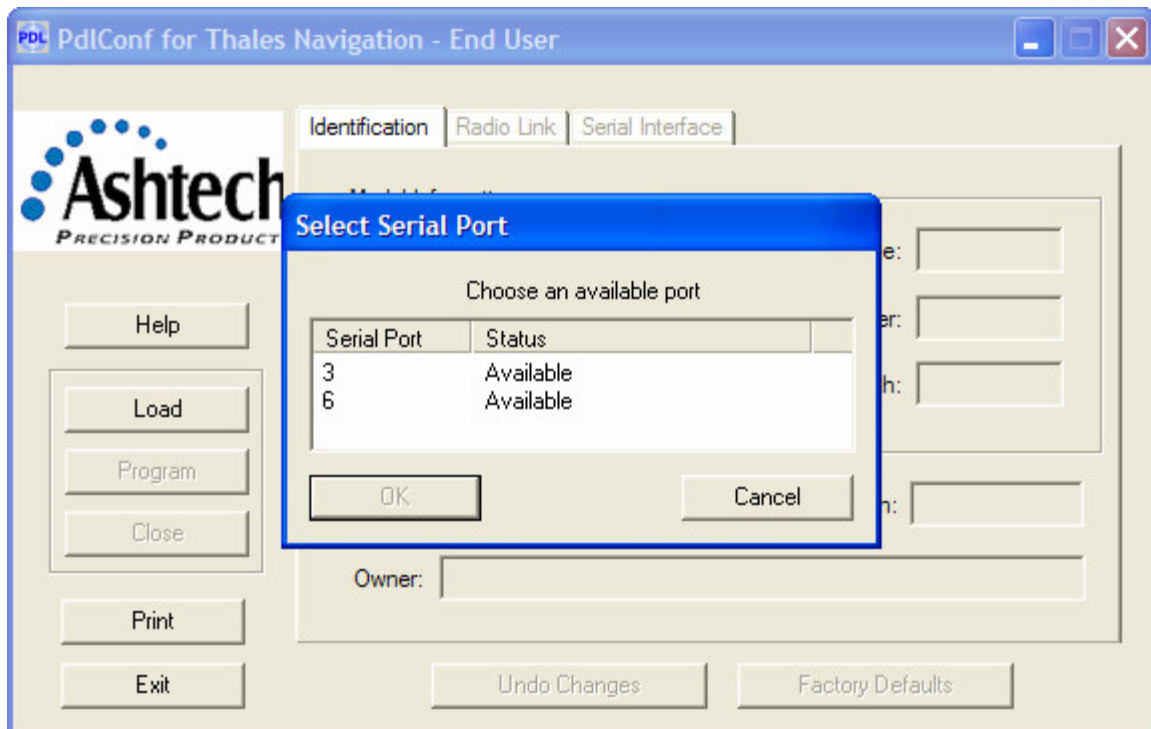 PDL PdlConf for Thales Navigation - End User
Ashtech
PRECISION PRODUCT
Identification Radio Link Serial Interface
Select Serial Port
Choose an available port
Serial Port Status
3 Available
6 Available
OK Cancel
Help
Load
Program
Close
Print
Exit
e:
er:
h:
n:
Owner:
Undo Changes Factory Defaults